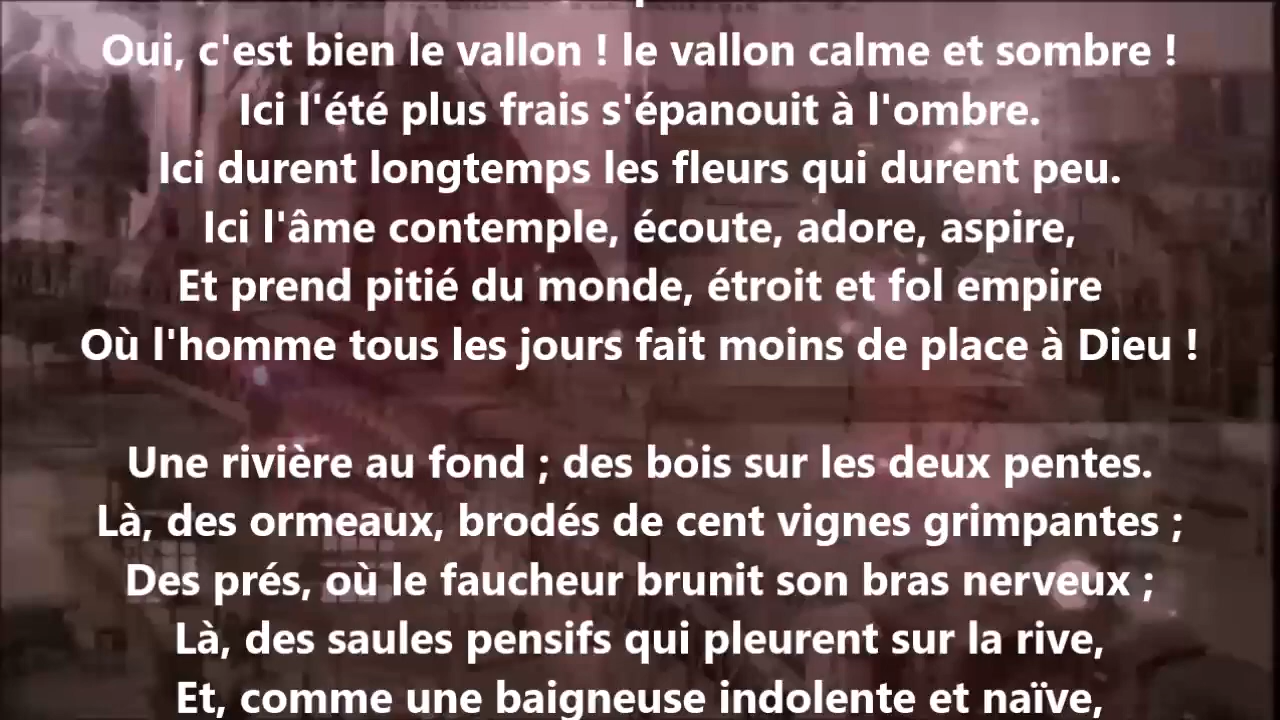 Oui, c'est bien le vallon ! le vallon calme et sombre !
Ici l'été plus frais s'épanouit à l'ombre.
Ici durent longtemps les fleurs qui durent peu.
Ici l'âme contemple, écoute, adore, aspire,
Et prend pitié du monde, étroit et fol empire
Où l'homme tous les jours fait moins de place à Dieu !
Une rivière au fond ; des bois sur les deux pentes.
Là, des ormeaux, brodés de cent vignes grimpantes ;
Des prés, où le faucheur brunit son bras nerveux ;
Là, des saules pensifs qui pleurent sur la rive,
Et, comme une baigneuse indolente et naïve,